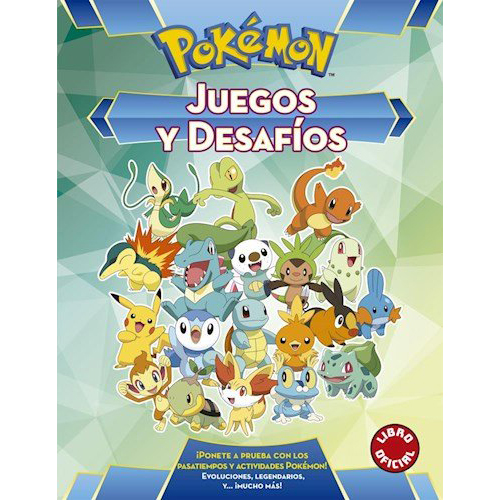 POKéMON
™
JUEGOS
Y DESAFÍOS
¡PONETE A PRUEBA CON LOS
PASATIEMPOS Y ACTIVIDADES POKÉMON!
EVOLUCIONES, LEGENDARIOS,
Y... ¡MUCHO MÁS!
LIBRO
OFICIAL